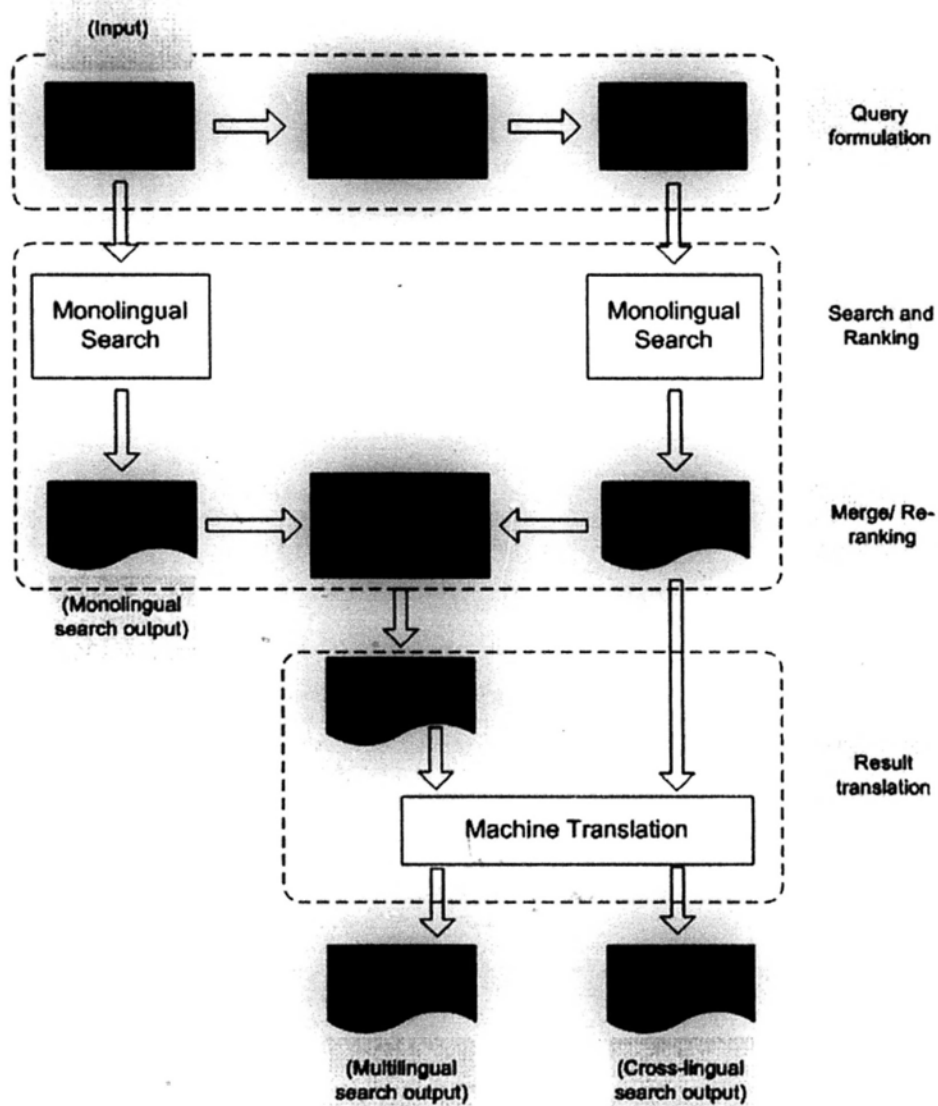 (Input)
Query
formulation
Monolingual
Search
Monolingual
Search
Search and
Ranking
Merge/ Re-
ranking
(Monolingual
search output)
Result
translation
Machine Translation
(Multilingual
search output)
(Cross-lingual
search output)